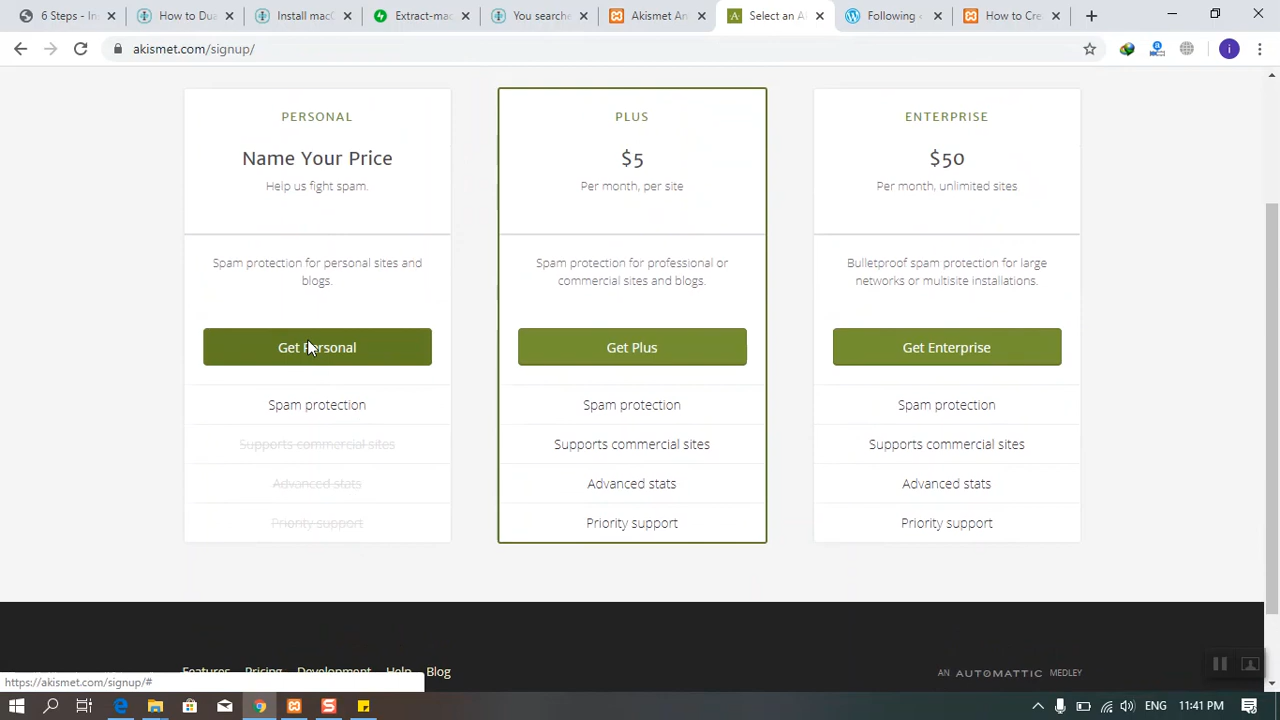 6 Steps - In
How to Dua
Install mac
Extract-mac
You searche
Akismet An
Select an A
Following
How to Cre
akismet.com/signup/
i
PERSONAL
PLUS
ENTERPRISE
Name Your Price
$5
$50
Help us fight spam.
Per month, per site
Per month, unlimited sites
Spam protection for personal sites and
blogs.
Spam protection for professional or
commercial sites and blogs.
Bulletproof spam protection for large
networks or multisite installations.
Get Personal
Get Plus
Get Enterprise
Spam protection
Spam protection
Spam protection
Supports commercial sites
Supports commercial sites
Supports commercial sites
Advanced stats
Advanced stats
Advanced stats
Priority support
Priority support
Priority support
Features Pricing Development Help Blog
AN AUTOMATTIC MEDLEY
https://akismet.com/signup/#
ENG 11:41 PM